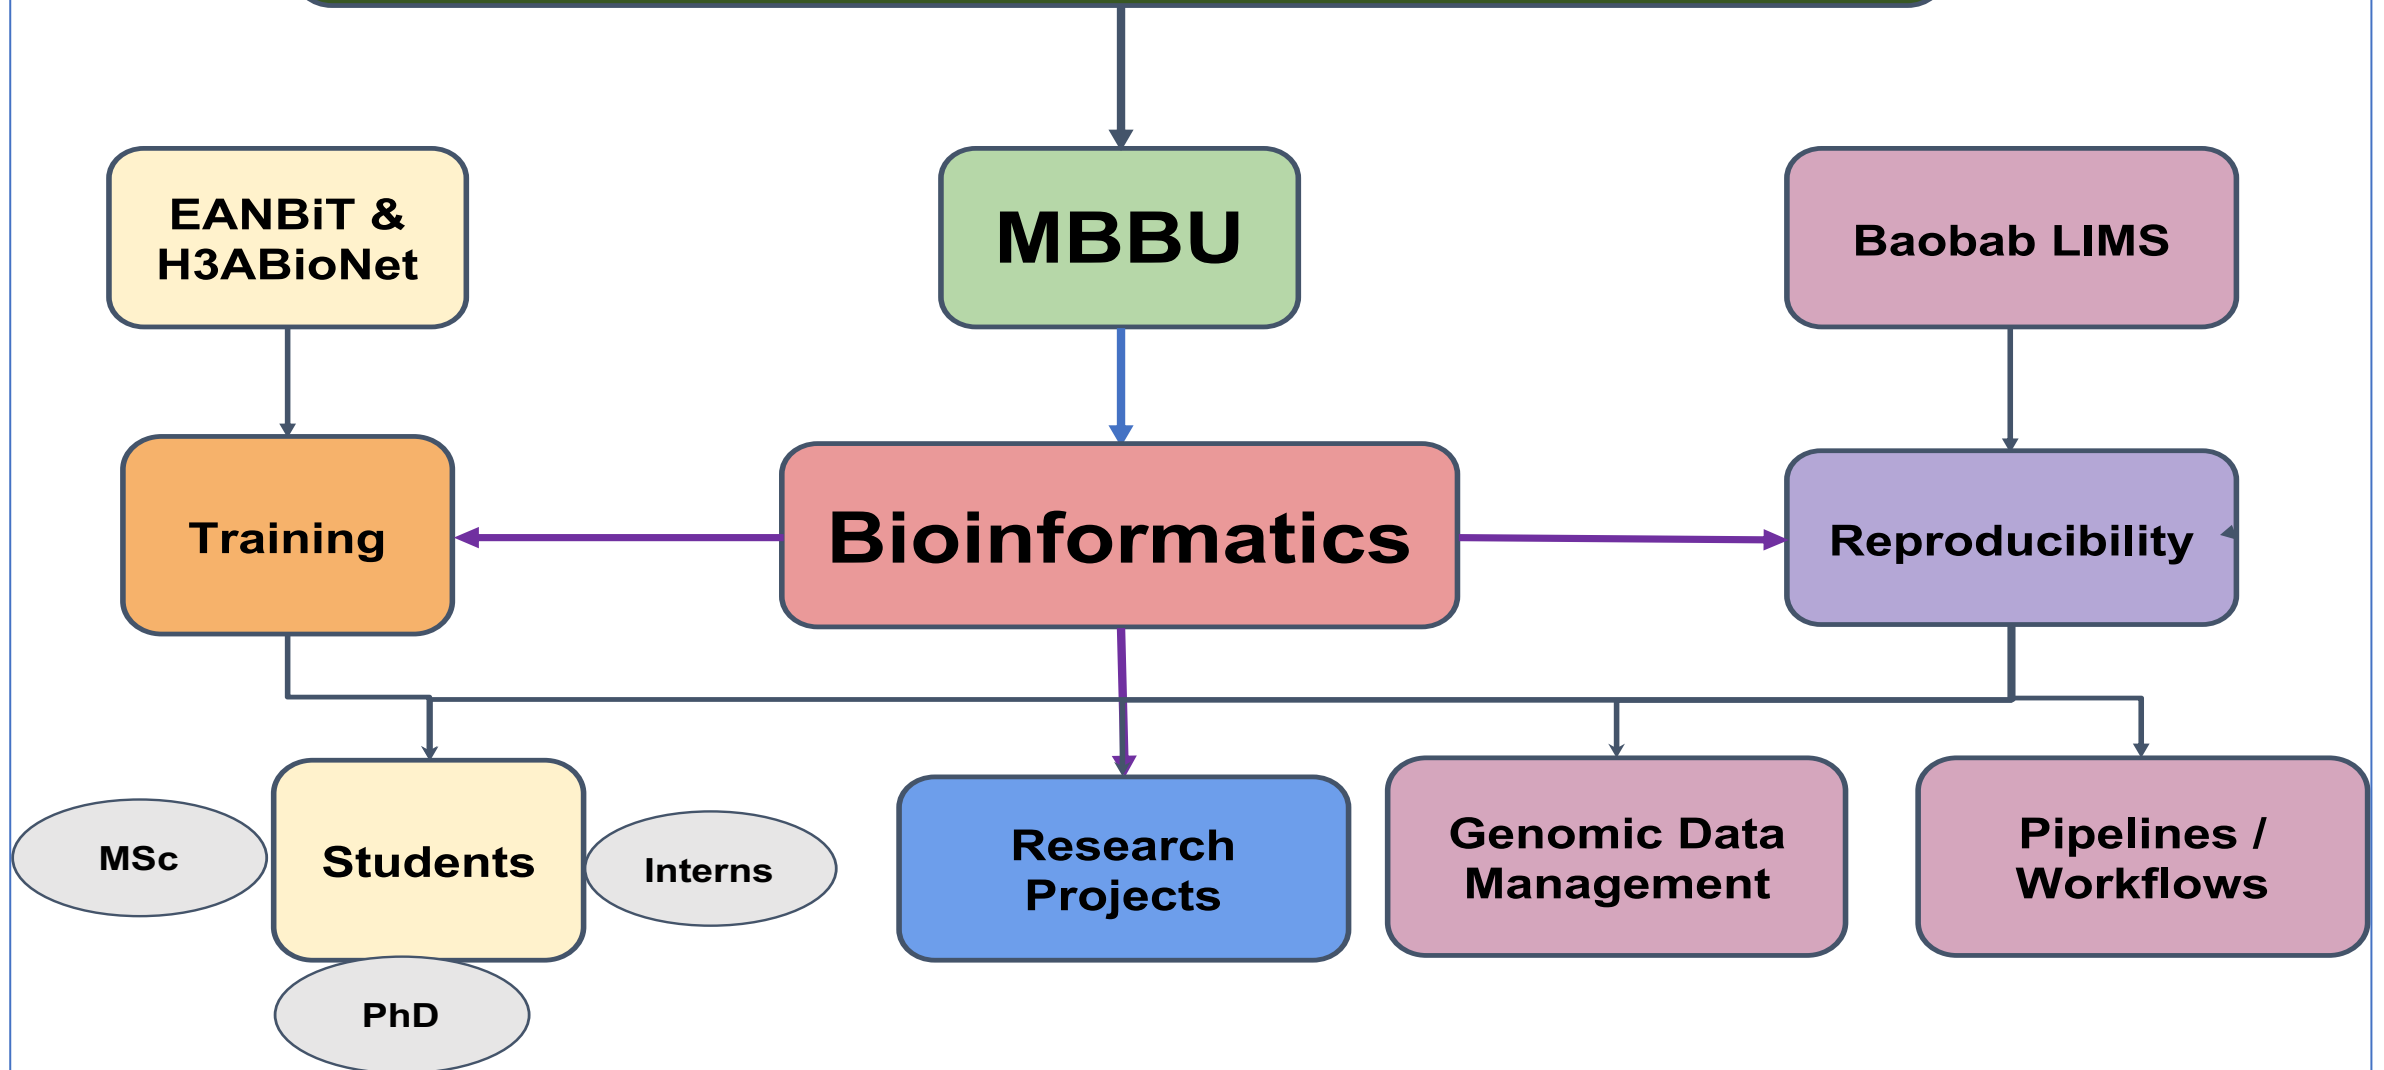 EANBiT &
H3ABioNet
MBBU
Baobab LIMS
Training
Bioinformatics
Reproducibility
MSc
Students
Interns
Research
Projects
Genomic Data
Management
Pipelines /
Workflows
PhD